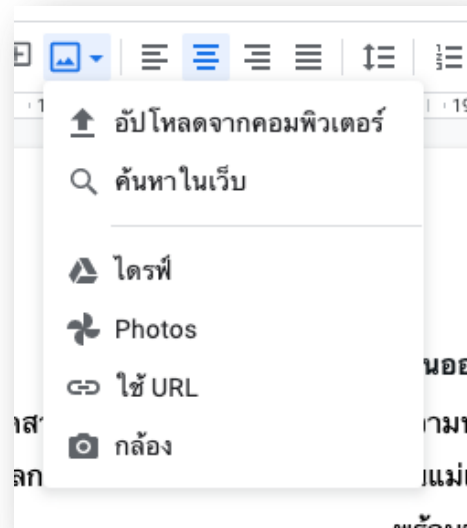 อัปโหลดจากคอมพิวเตอร์
ค้นหาในเว็บ
ไดรฟ์
Photos
ใช้ URL
กล้อง